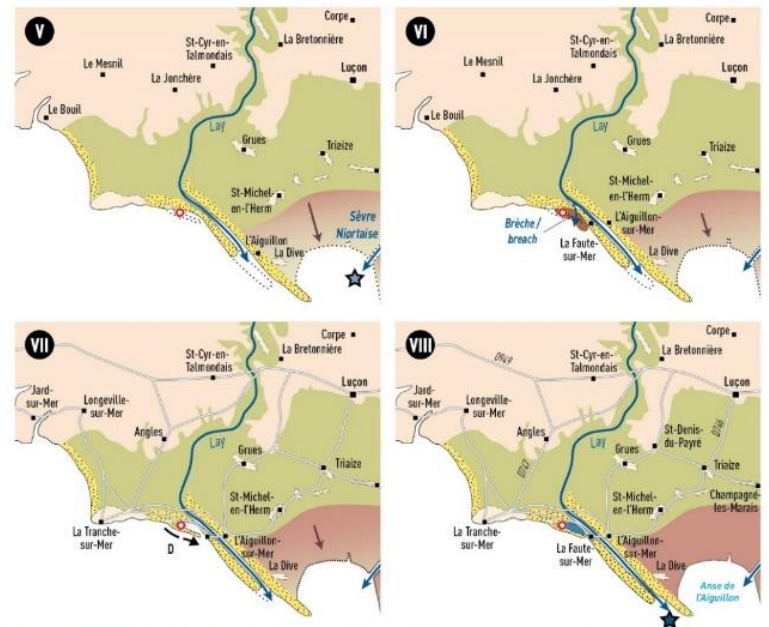 V
Corpe
St-Cyr-en-
Talmondais
La Bretonnière
Le Mesnil
La Jonchère
Luçon
Le Bouil
Lay
Grues
Triaize
St-Michel-
en-l'Herm
Sèvre
Niortaise
L'Aiguillon
La Dive
VI
Corpe
St-Cyr-en-
Talmondais
La Bretonnière
Le Mesnil
La Jonchère
Luçon
Le Bouil
Lay
Grues
Triaize
St-Michel-
en-l'Herm
Brèche/
breach
L'Aiguillon-
sur-Mer
La Faute-
sur-Mer
La Dive
VII
Corpe
St-Cyr-en-
Talmondais
La Bretonnière
Jard-
sur-Mer
Longeville-
sur-Mer
Luçon
Angles
Lay
Grues
Triaize
St-Michel-
en-l'Herm
La Tranche-
sur-Mer
D
L'Aiguillon-
sur-Mer
La Dive
VIII
Corpe
D949
St-Cyr-en-
Talmondais
La Bretonnière
Jard-
sur-Mer
Longeville-
sur-Mer
Luçon
Angles
St-Denis-
du-Payré
D746
Lay
D747
Grues
Triaize
St-Michel-
en-l'Herm
Champagné-
les-Marais
La Tranche-
sur-Mer
La Faute-
sur-Mer
L'Aiguillon-
sur-Mer
La Dive
Anse de
l'Aiguillon